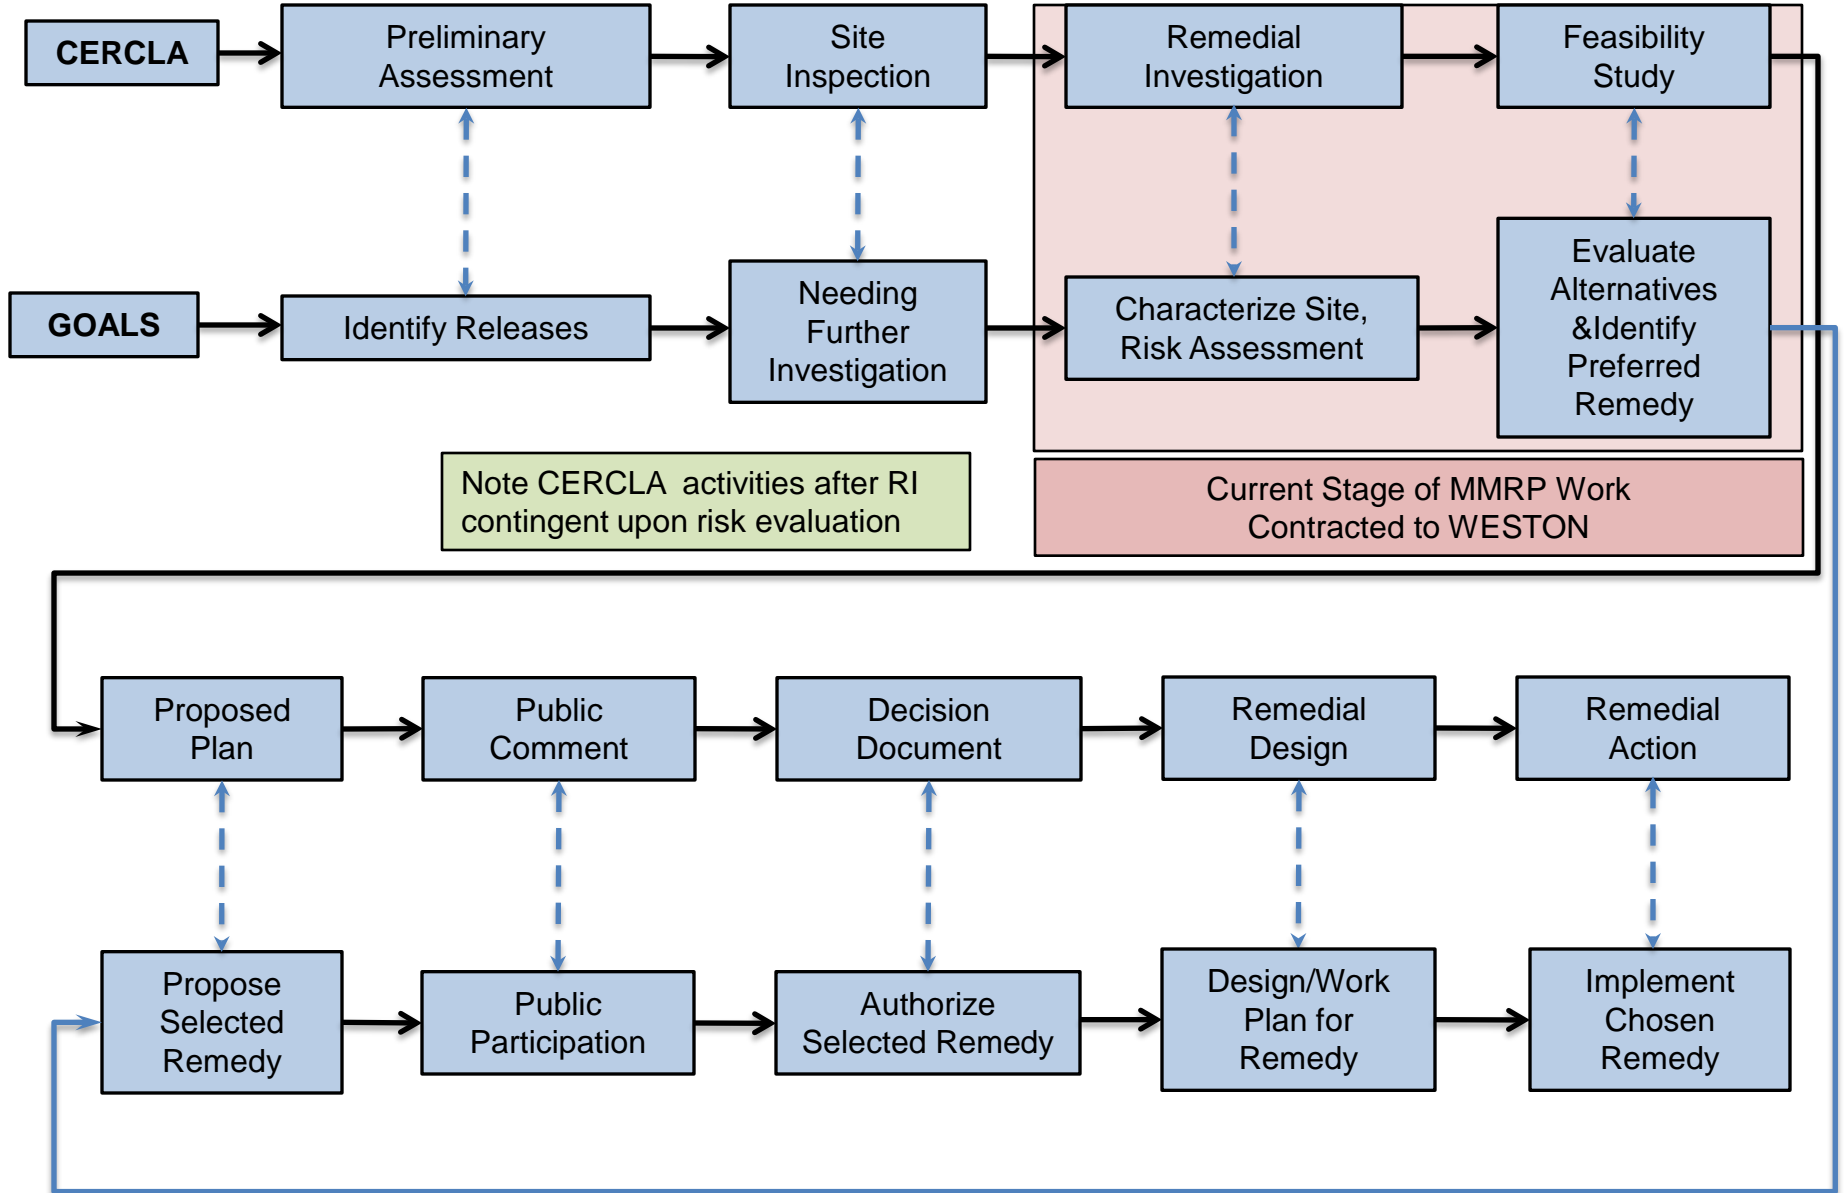 CERCLA
Preliminary
Assessment
Site
Inspection
Remedial
Investigation
Feasibility
Study
GOALS
Identify Releases
Needing
Further
Investigation
Characterize Site,
Risk Assessment
Evaluate
Alternatives
&Identify
Preferred
Remedy
Note CERCLA activities after RI
contingent upon risk evaluation
Current Stage of MMRP Work
Contracted to WESTON
Proposed
Plan
Public
Comment
Decision
Document
Remedial
Design
Remedial
Action
Propose
Selected
Remedy
Public
Participation
Authorize
Selected Remedy
Design/Work
Plan for
Remedy
Implement
Chosen
Remedy